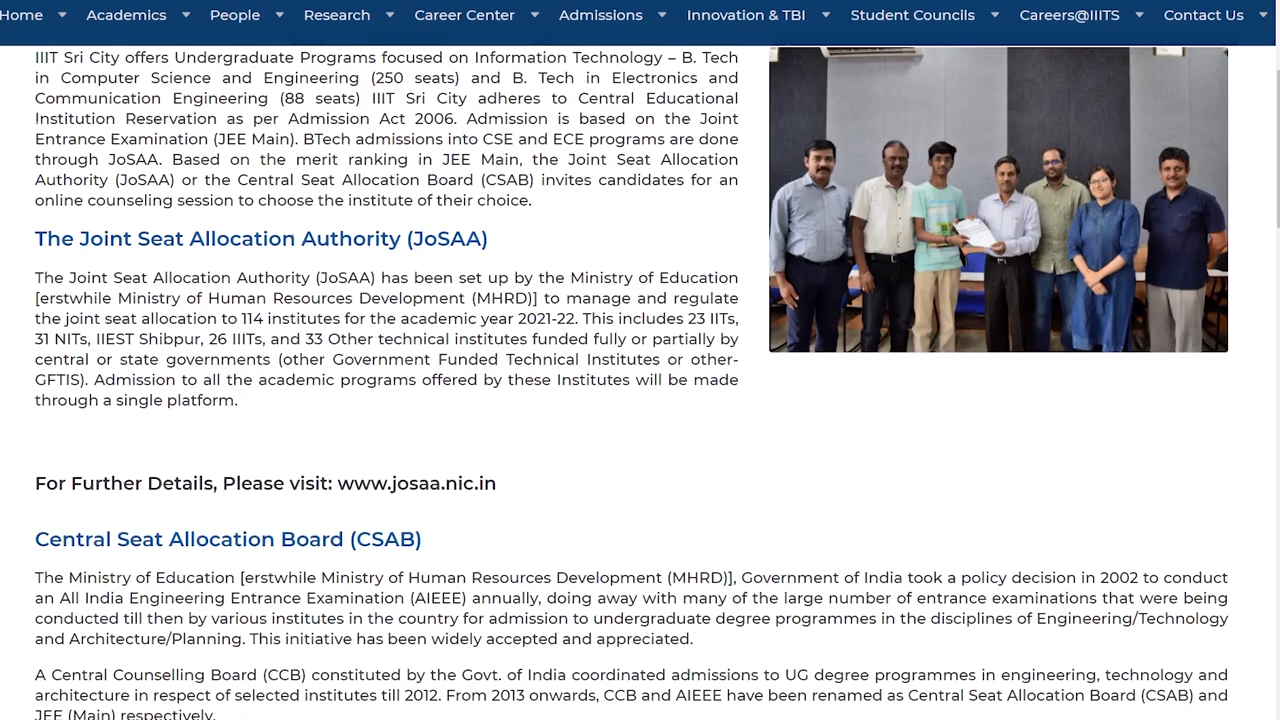 Home Academics People Research Career Center Admissions Innovation & TBI Student Councils Careers@IIITS Contact Us
IIIT Sri City offers Undergraduate Programs focused on Information Technology – B. Tech
in Computer Science and Engineering (250 seats) and B. Tech in Electronics and
Communication Engineering (88 seats) IIIT Sri City adheres to Central Educational
Institution Reservation as per Admission Act 2006. Admission is based on the Joint
Entrance Examination (JEE Main). BTech admissions into CSE and ECE programs are done
through JoSAA. Based on the merit ranking in JEE Main, the Joint Seat Allocation
Authority (JoSAA) or the Central Seat Allocation Board (CSAB) invites candidates for an
online counseling session to choose the institute of their choice.
The Joint Seat Allocation Authority (JoSAA)
The Joint Seat Allocation Authority (JoSAA) has been set up by the Ministry of Education
[erstwhile Ministry of Human Resources Development (MHRD)] to manage and regulate
the joint seat allocation to 114 institutes for the academic year 2021-22. This includes 23 IITs,
31 NITs, IIEST Shibpur, 26 IIITs, and 33 Other technical institutes funded fully or partially by
central or state governments (other Government Funded Technical Institutes or other-
GFTIS). Admission to all the academic programs offered by these Institutes will be made
through a single platform.
For Further Details, Please visit: www.josaa.nic.in
Central Seat Allocation Board (CSAB)
The Ministry of Education [erstwhile Ministry of Human Resources Development (MHRD)], Government of India took a policy decision in 2002 to conduct
an All India Engineering Entrance Examination (AIEEE) annually, doing away with many of the large number of entrance examinations that were being
conducted till then by various institutes in the country for admission to undergraduate degree programmes in the disciplines of Engineering/Technology
and Architecture/Planning. This initiative has been widely accepted and appreciated.
A Central Counselling Board (CCB) constituted by the Govt. of India coordinated admissions to UG degree programmes in engineering, technology and
architecture in respect of selected institutes till 2012. From 2013 onwards, CCB and AIEEE have been renamed as Central Seat Allocation Board (CSAB) and
JEE (Main) respectively.